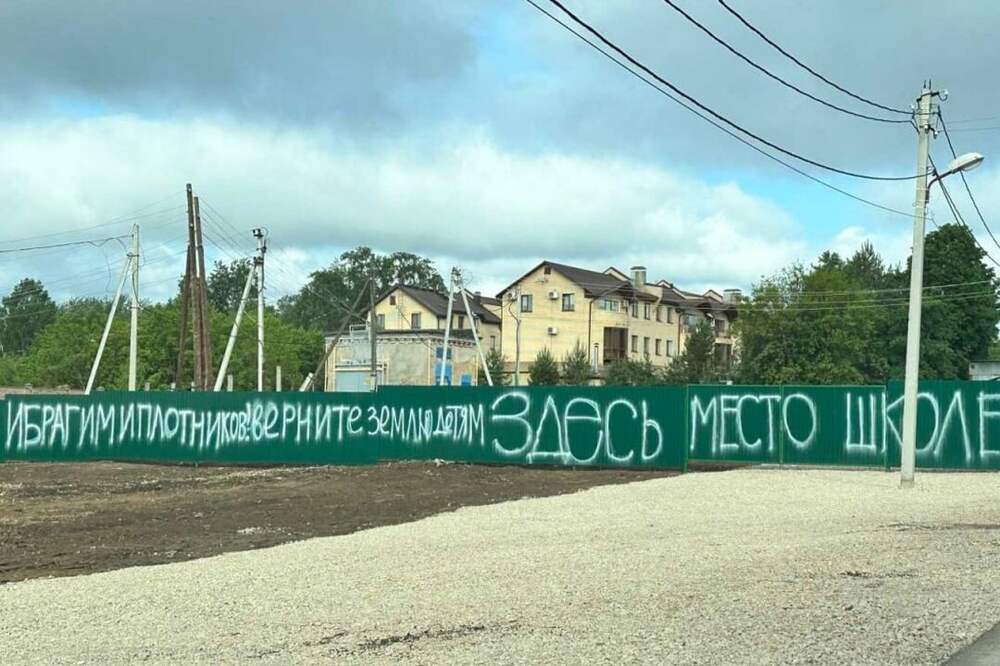 ИБРАГИМ И ПЛОТНИКОВ! ВЕРНИТЕ ЗЕМЛЮ ДЕТЯМ ЗДЕСЬ МЕСТО ШКОЛЕ